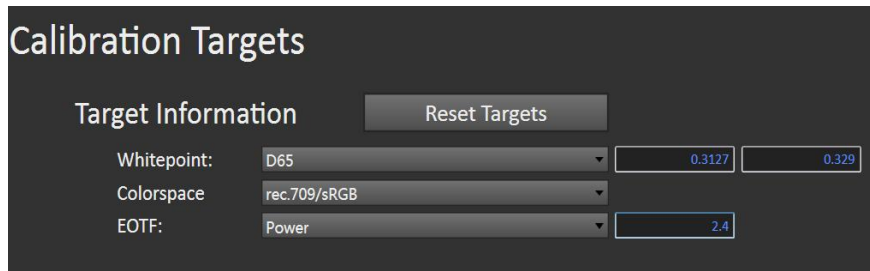 Calibration Targets
Target Information Reset Targets
Whitepoint: D65 0.3127 0.329
Colorspace rec.709/sRGB
EOTF: Power 2.4